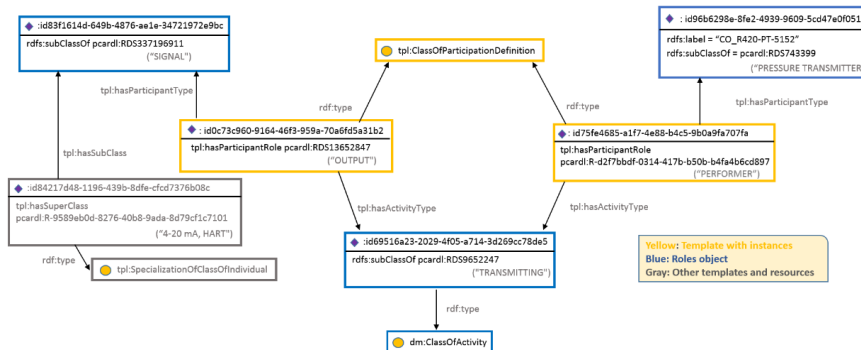 :id83f1614d-649b-4876-ae1e-34721972e9bc
rdfs:subClassOf pcardl:RDS337196911
("SIGNAL")
tpl:ClassOfParticipationDefinition
: id96b6298e-8fe2-4939-9609-5cd47e0f051
rdfs:label = “CO_R420-PT-5152”
rdfs:subClassOf = pcardl:RDS743399
("PRESSURE TRANSMITTER
tpl:hasParticipantType
rdf:type
rdf:type
tpl:hasParticipantType
: id0c73c960-9164-46f3-959a-70a6fd5a31b2
tpl:hasParticipantRole pcardl:RDS13652847
("OUTPUT")
: id75fe4685-a1f7-4e88-b4c5-9b0a9fa707fa
tpl:hasParticipantRole
pcardl:R-d2f7bbdf-0314-417b-b50b-b4fa4b6cd897
("PERFORMER")
tpl:hasSubClass
:id84217d48-1196-439b-8dfe-cfcd7376b08c
tpl:hasSuperClass
pcardl:R-9589eb0d-8276-40b8-9ada-8d79cf1c7101
("4-20 mA, HART")
tpl:hasActivityType
tpl:hasActivityType
:id69516a23-2029-4f05-a714-3d269cc78de5
rdfs:subClassOf pcardl:RDS9652247
("TRANSMITTING")
rdf:type
tpl:SpecializationOfClassOfIndividual
Yellow: Template with instances
Blue: Roles object
Gray: Other templates and resources
rdf:type
dm:ClassOfActivity